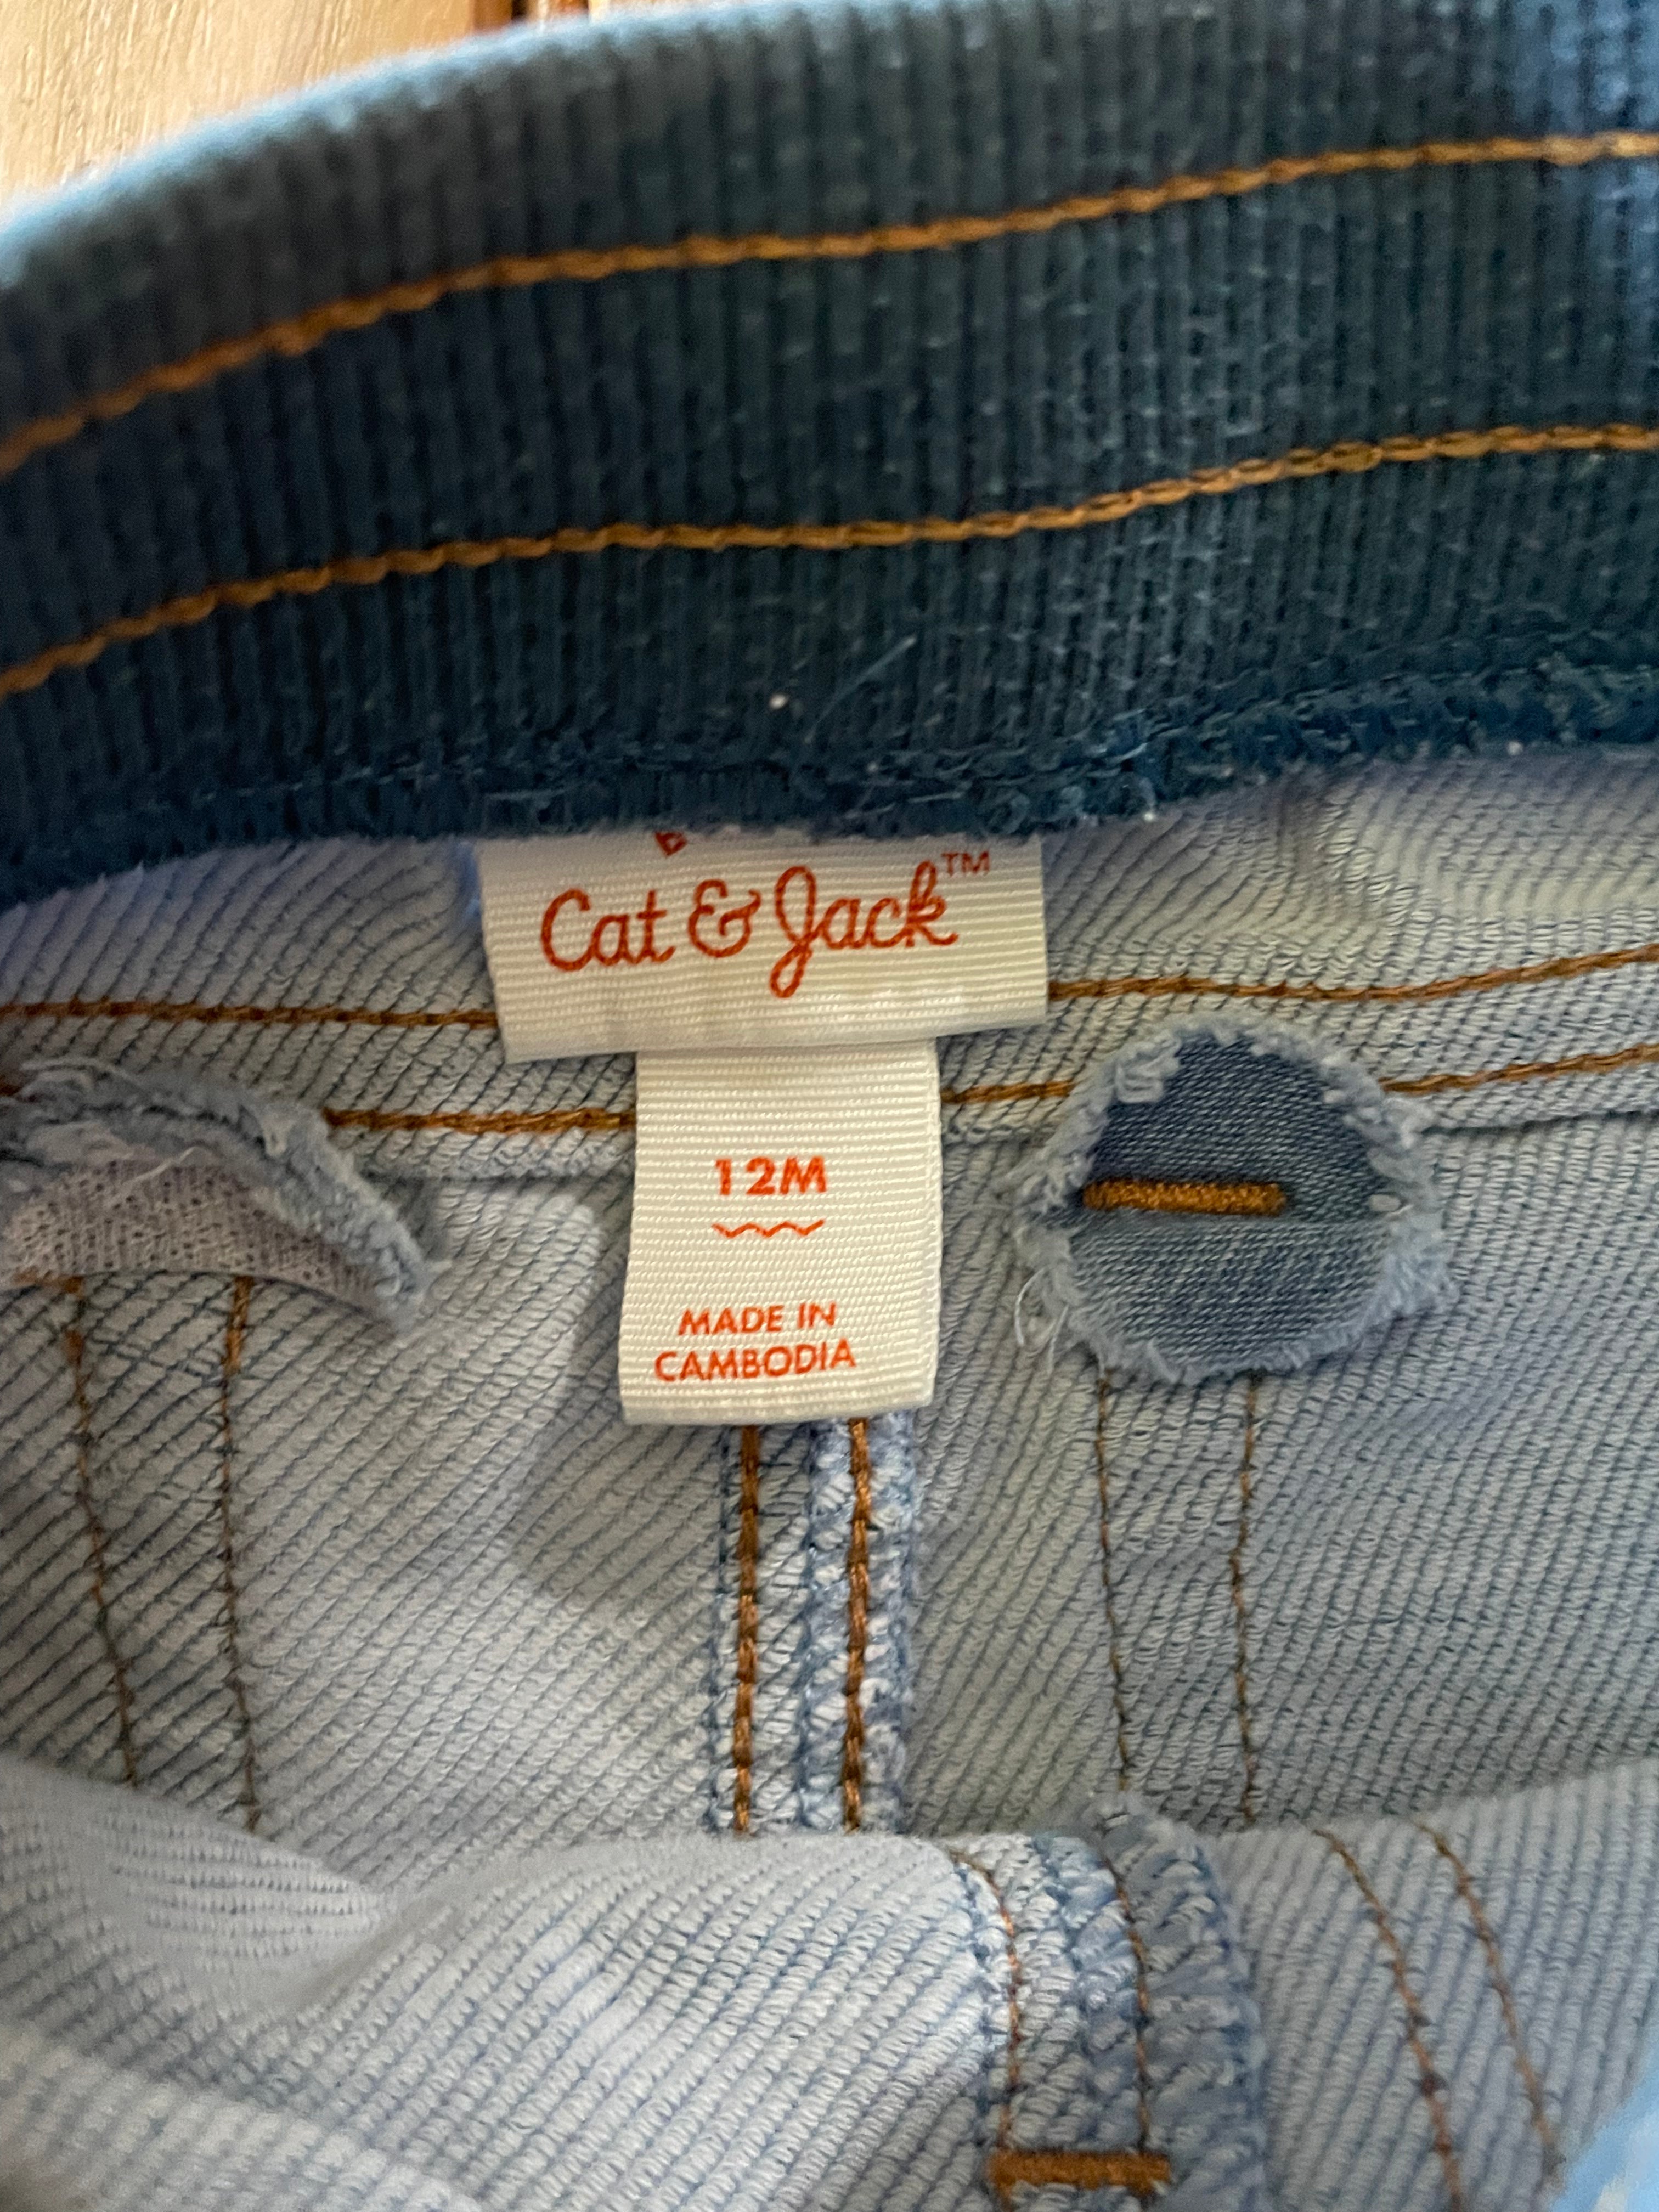 Cat & Jack™
12M
MADE IN
CAMBODIA